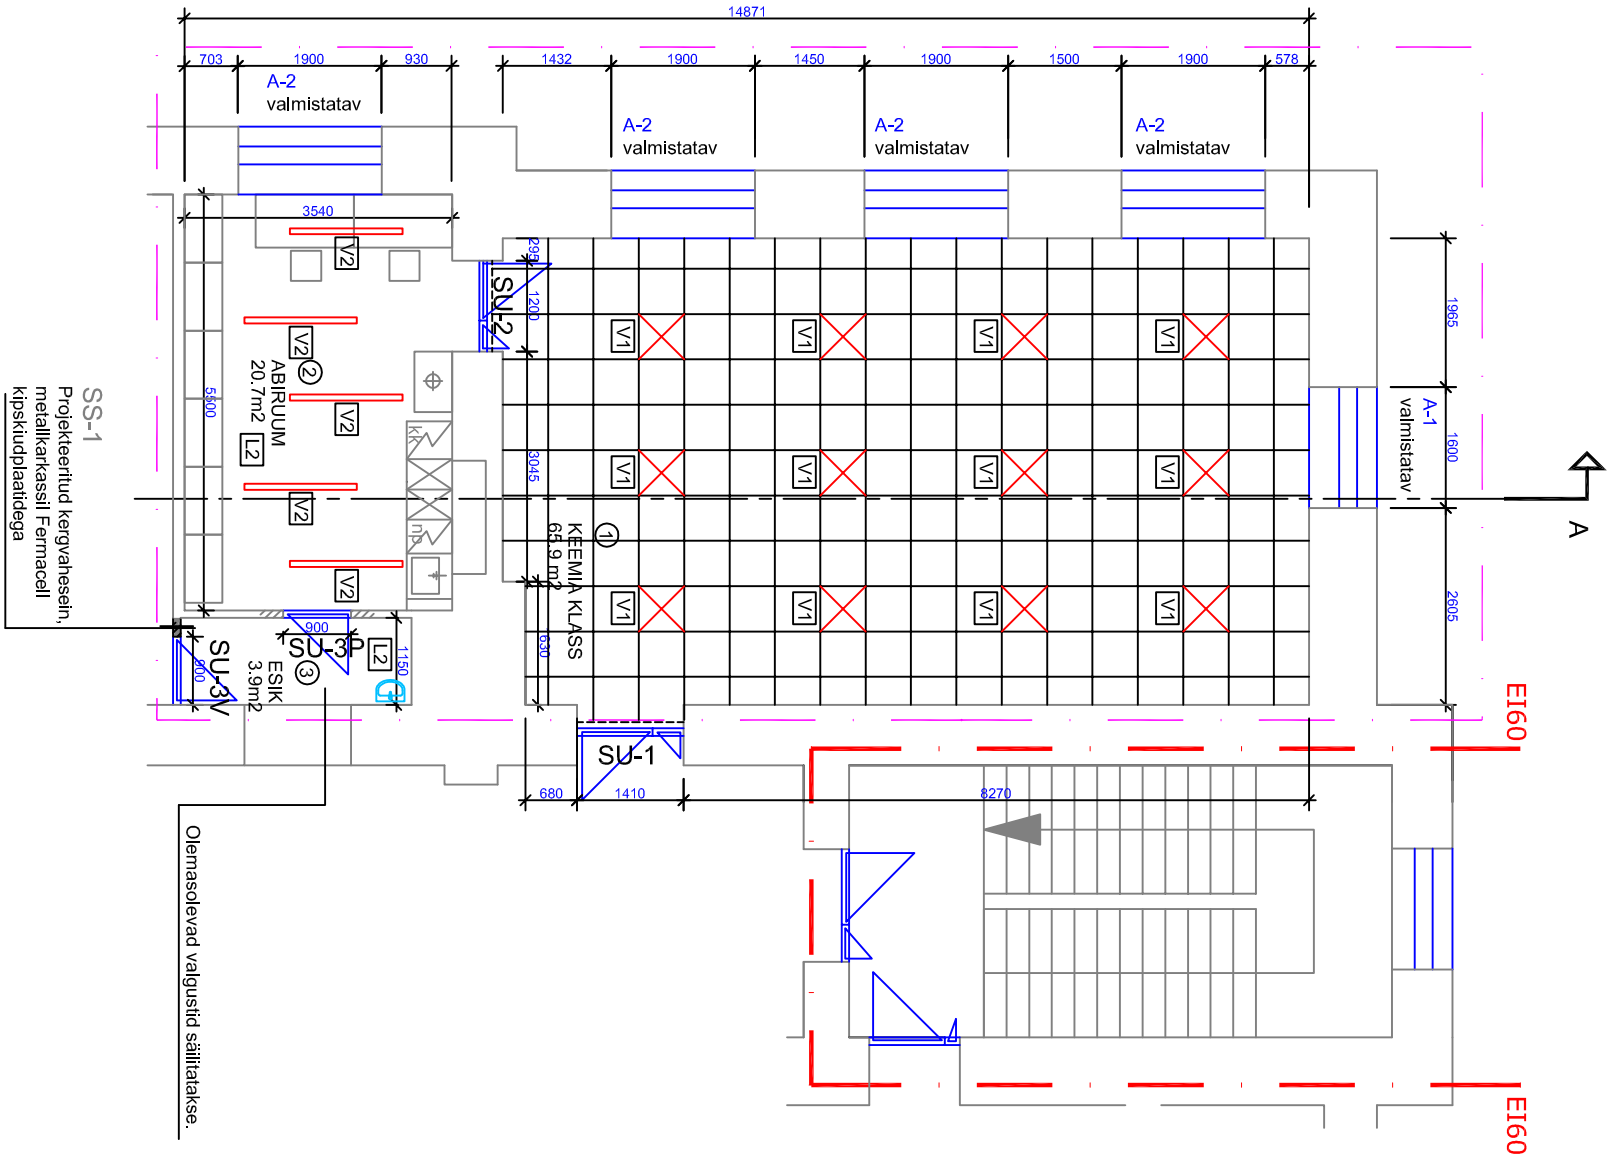 14871
703
1900
930
1432
1900
1450
1900
1500
1900
578
A-2
valmistatav
A-2
valmistatav
A-2
valmistatav
A-2
valmistatav
3540
295
1200
SU-2
V2
V2
V2
V2
V2
2
ABIRUUM
20.7m2
L2
5500
kk
np
3045
V1
V1
V1
V1
V1
V1
V1
V1
V1
V1
V1
V1
1
KEEMIA KLASS
65.9 m2
1630
1965
A-1
valmistatav
1600
2605
A
SS-1
Projekteeritud kergvahesein,
metallkarkassil Fermacell
kipskiudplaatidega
900
SU-3P
L2
1150
3
ESIK
3.9m2
SU-3V
900
SU-1
680
1410
8270
EI60
EI60
Olemasolevad valgustid säilitatakse.